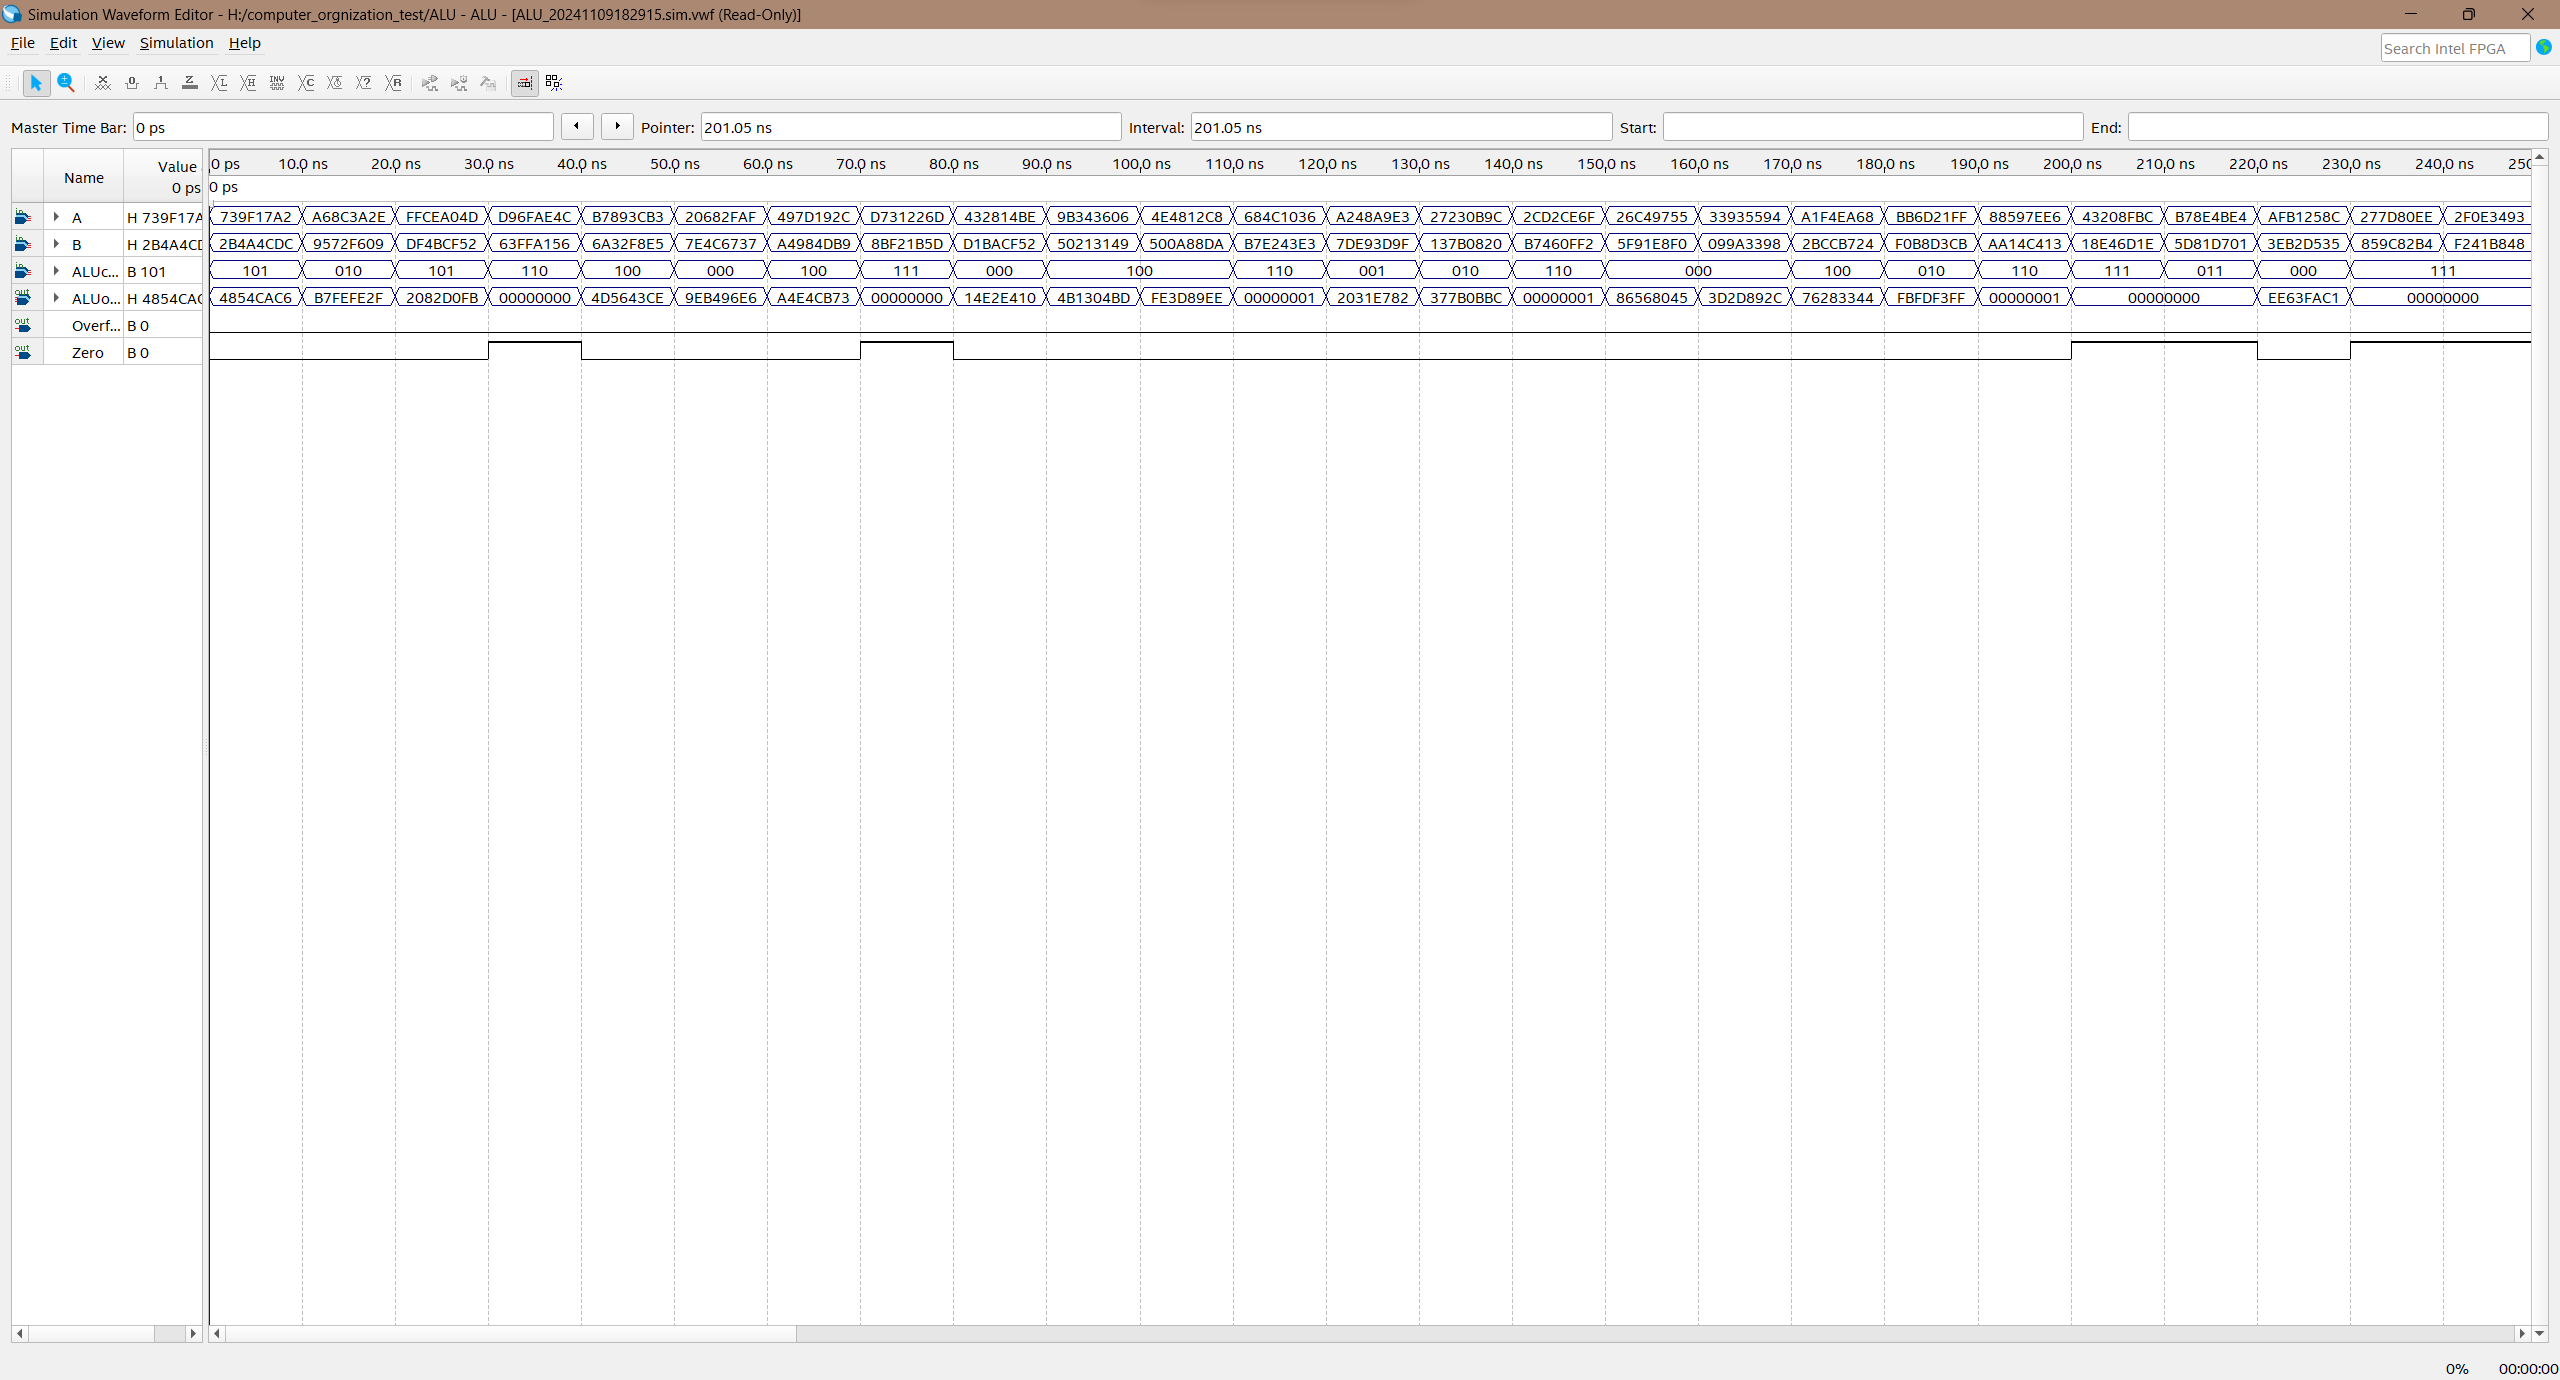 Simulation Waveform Editor - H:/computer_orgnization_test/ALU - ALU - [ALU_20241109182915.sim.vwf (Read-Only)]
File Edit View Simulation Help
Search Intel FPGA
Master Time Bar: 0 ps Pointer: 201.05 ns Interval: 201.05 ns Start: End:
Name Value 0 ps
0 ps 10.0 ns 20.0 ns 30.0 ns 40.0 ns 50.0 ns 60.0 ns 70.0 ns 80.0 ns 90.0 ns 100.0 ns 110.0 ns 120.0 ns 130.0 ns 140.0 ns 150.0 ns 160.0 ns 170.0 ns 180.0 ns 190.0 ns 200.0 ns 210.0 ns 220.0 ns 230.0 ns 240.0 ns 250
0 ps
A H 739F17A 739F17A2 A68C3A2E FFCEA04D D96FAE4C B7893CB3 20682FAF 497D192C D731226D 432814BE 9B343606 4E4812C8 684C1036 A248A9E3 27230B9C 2CD2CE6F 26C49755 33935594 A1F4EA68 BB6D21FF 88597EE6 43208FBC B78E4BE4 AFB1258C 277D80EE 2F0E3493
B H 2B4A4CD 2B4A4CDC 9572F609 DF4BCF52 63FFA156 6A32F8E5 7E4C6737 A4984DB9 8BF21B5D D1BACF52 50213149 500A88DA B7E243E3 7DE93D9F 137B0820 B7460FF2 5F91E8F0 099A3398 2BCCB724 F0B8D3CB AA14C413 18E46D1E 5D81D701 3EB2D535 859C82B4 F241B848
ALUc... B 101 101 010 101 110 100 000 100 111 000 100 110 001 010 110 000 100 010 110 111 011 000 111
ALUo... H 4854CAC 4854CAC6 B7FEFE2F 2082D0FB 00000000 4D5643CE 9EB496E6 A4E4CB73 00000000 14E2E410 4B1304BD FE3D89EE 00000001 2031E782 377B0BBC 00000001 86568045 3D2D892C 76283344 FBFDF3FF 00000001 00000000 EE63FAC1 00000000
Overf... B 0
Zero B 0
0% 00:00:00